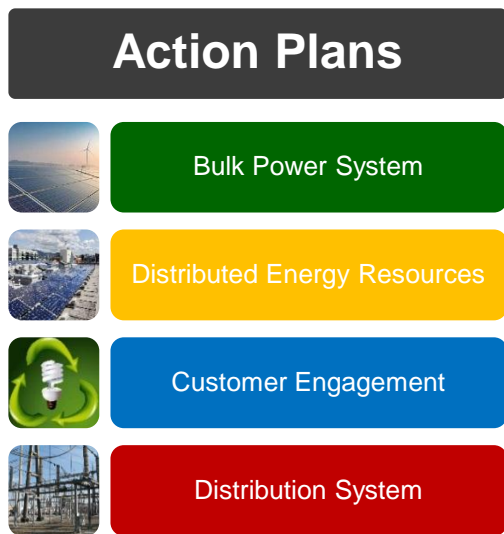 Action Plans
Bulk Power System
Distributed Energy Resources
Customer Engagement
Distribution System